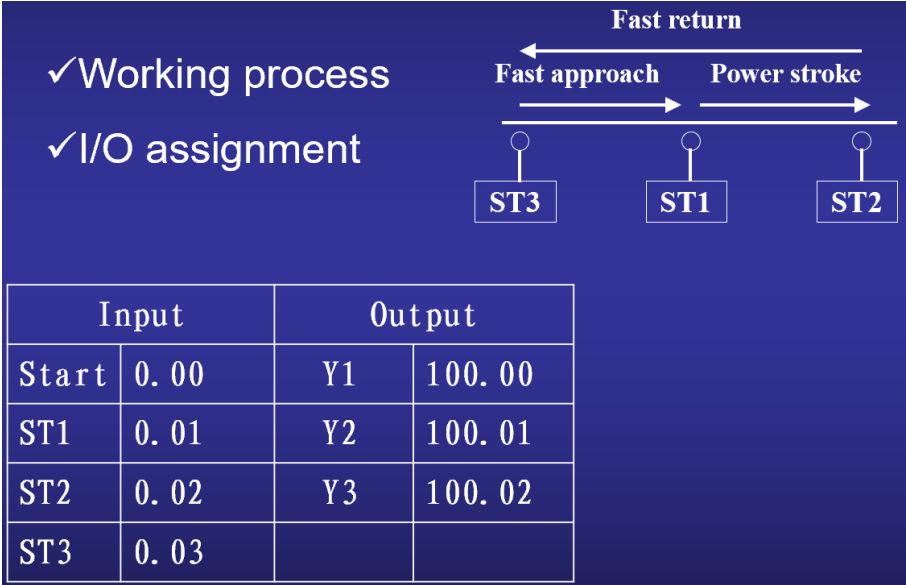 Fast return
✓Working process
Fast approach Power stroke
✓I/O assignment
ST3 ST1 ST2
Input Output
Start 0.00 Y1 100.00
ST1 0.01 Y2 100.01
ST2 0.02 Y3 100.02
ST3 0.03